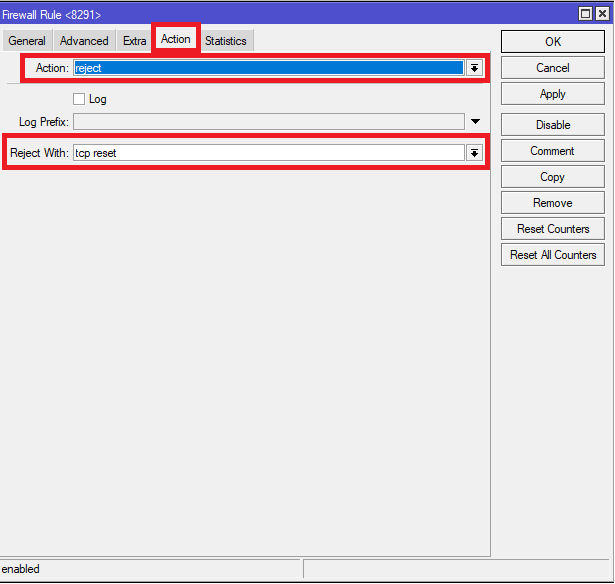 Firewall Rule <8291>
General Advanced Extra Action Statistics
Action: reject
Log
Log Prefix:
Reject With: tcp reset
OK
Cancel
Apply
Disable
Comment
Copy
Remove
Reset Counters
Reset All Counters
enabled